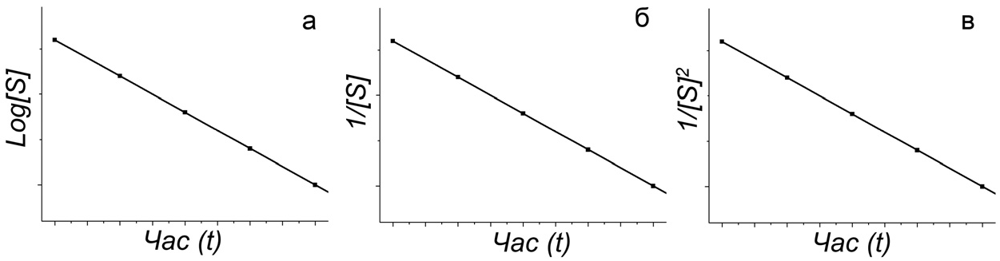 а
Log[S]
Час (t)
б
1/[S]
Час (t)
в
1/[S]²
Час (t)